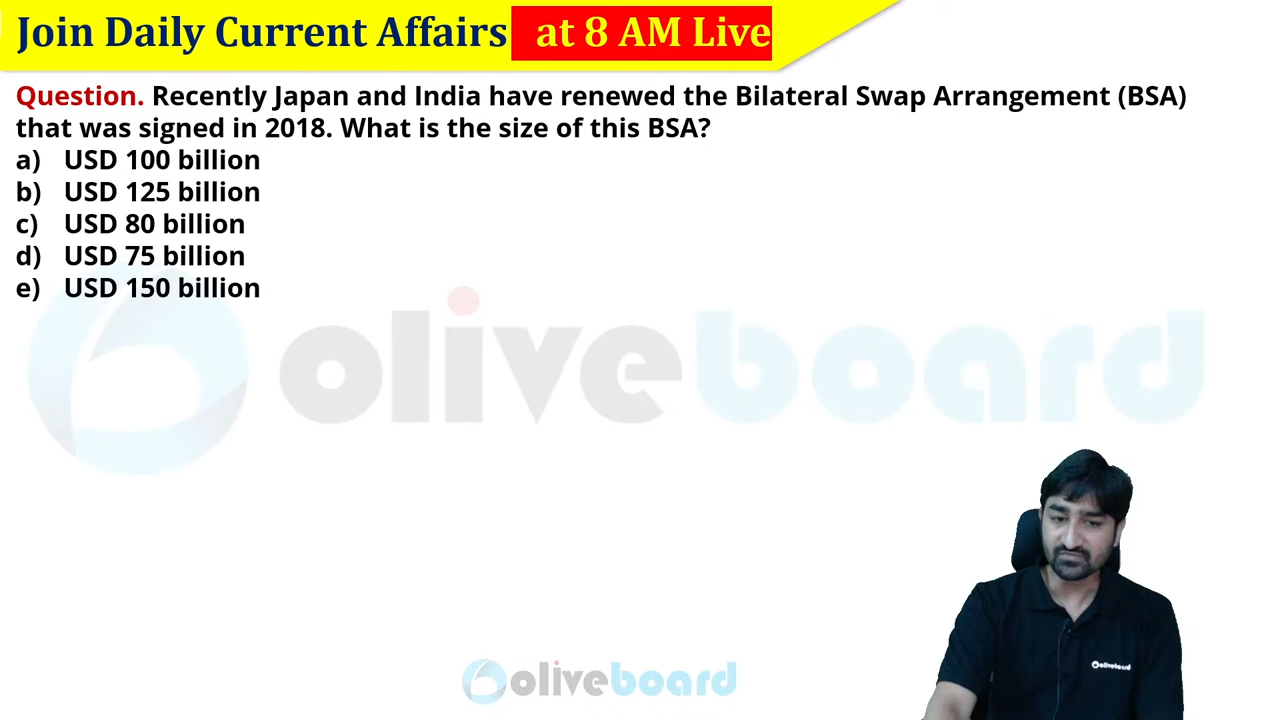 Join Daily Current Affairs at 8 AM Live
Question. Recently Japan and India have renewed the Bilateral Swap Arrangement (BSA)
that was signed in 2018. What is the size of this BSA?
a) USD 100 billion
b) USD 125 billion
c) USD 80 billion
d) USD 75 billion
e) USD 150 billion
oliveboard
oliveboard
oliveboard